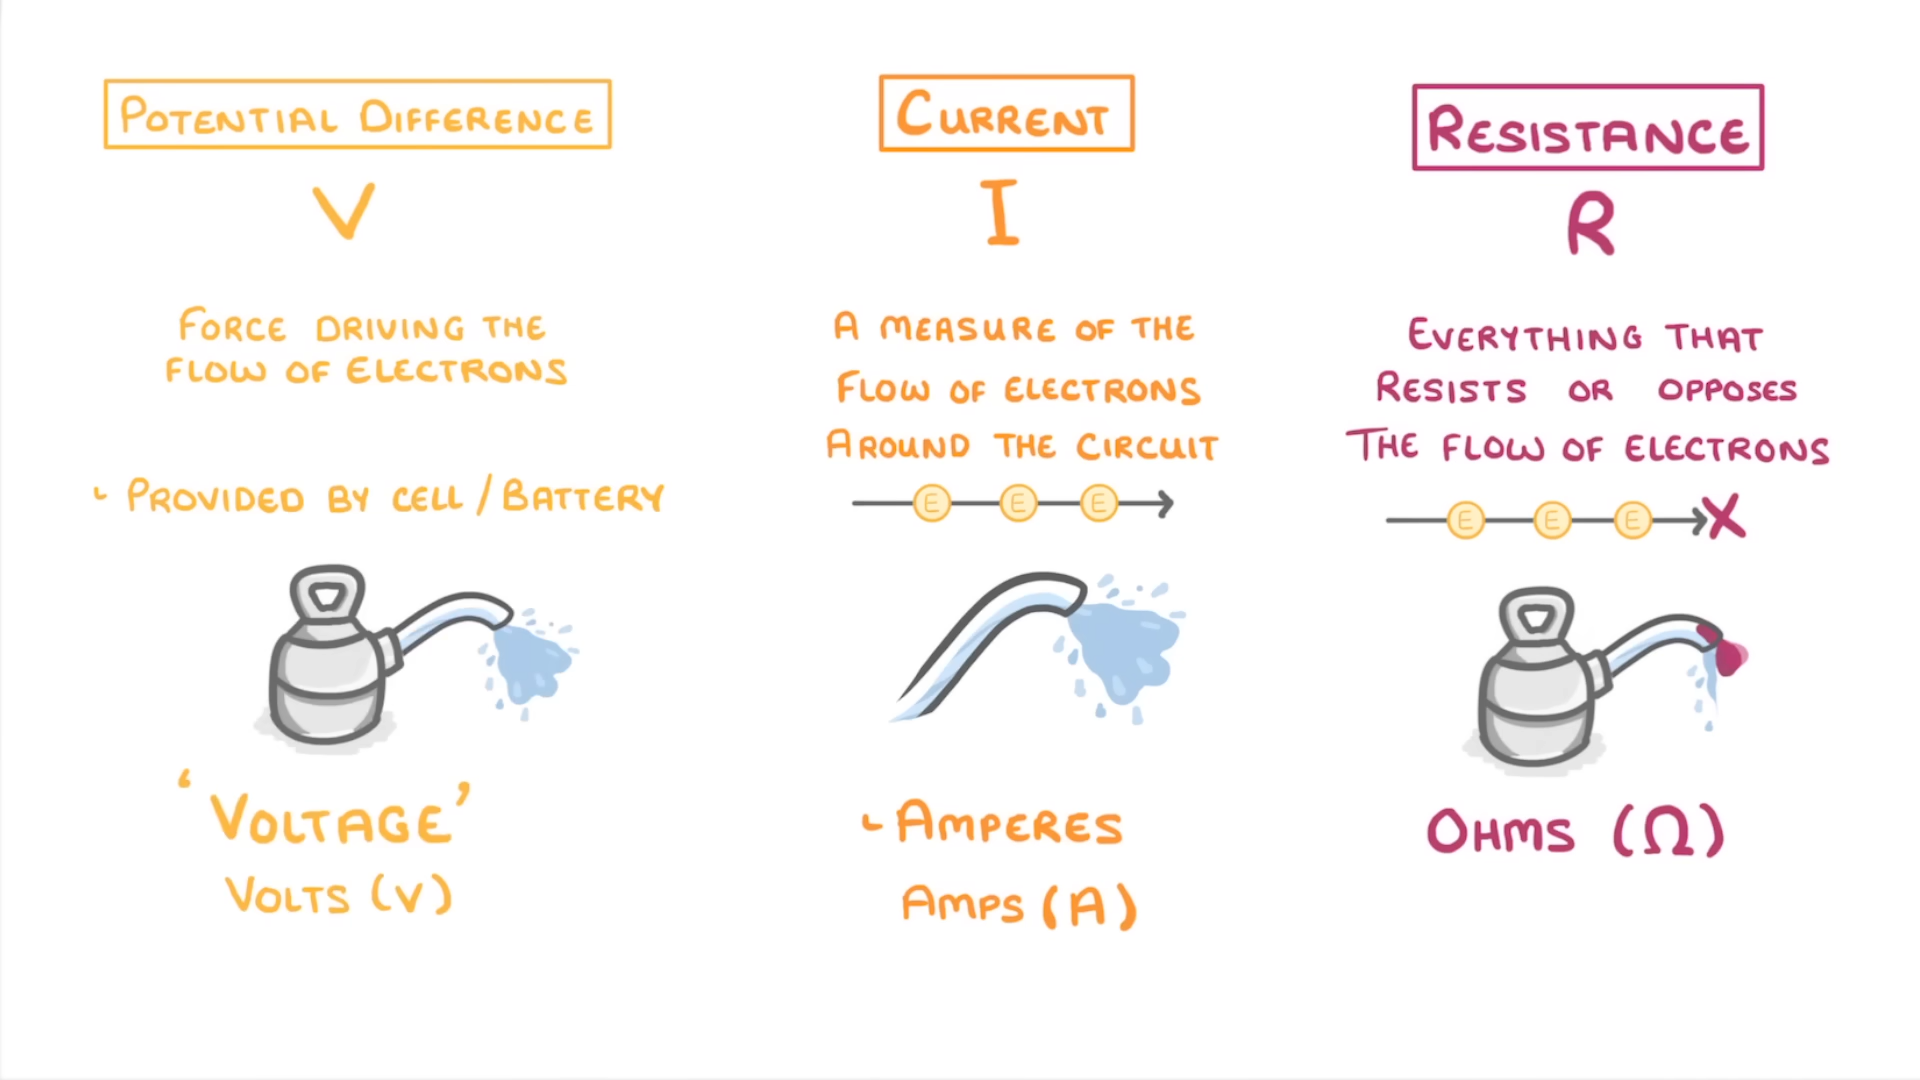 POTENTIAL DIFFERENCE
V
FORCE DRIVING THE
FLOW OF ELECTRONS
PROVIDED BY CELL / BATTERY
'VOLTAGE'
VOLTS (V)
CURRENT
I
A MEASURE OF THE
FLOW OF ELECTRONS
AROUND THE CIRCUIT
E E E
AMPERES
AMPS (A)
RESISTANCE
R
EVERYTHING THAT
RESISTS OR OPPOSES
THE FLOW OF ELECTRONS
E E E X
OHMS (Ω)